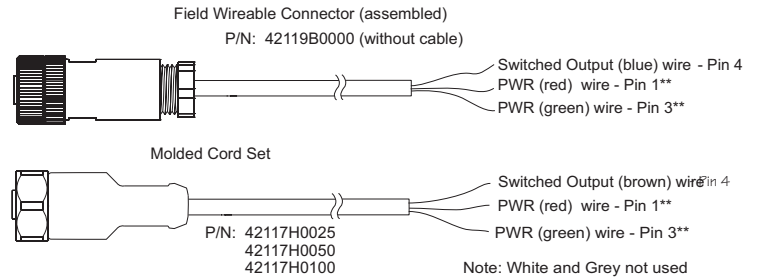 Field Wireable Connector (assembled)
P/N: 42119B0000 (without cable)
Switched Output (blue) wire - Pin 4
PWR (red) wire - Pin 1**
PWR (green) wire - Pin 3**
Molded Cord Set
Switched Output (brown) wire Pin 4
PWR (red) wire - Pin 1**
PWR (green) wire - Pin 3**
P/N: 42117H0025
42117H0050
42117H0100
Note: White and Grey not used